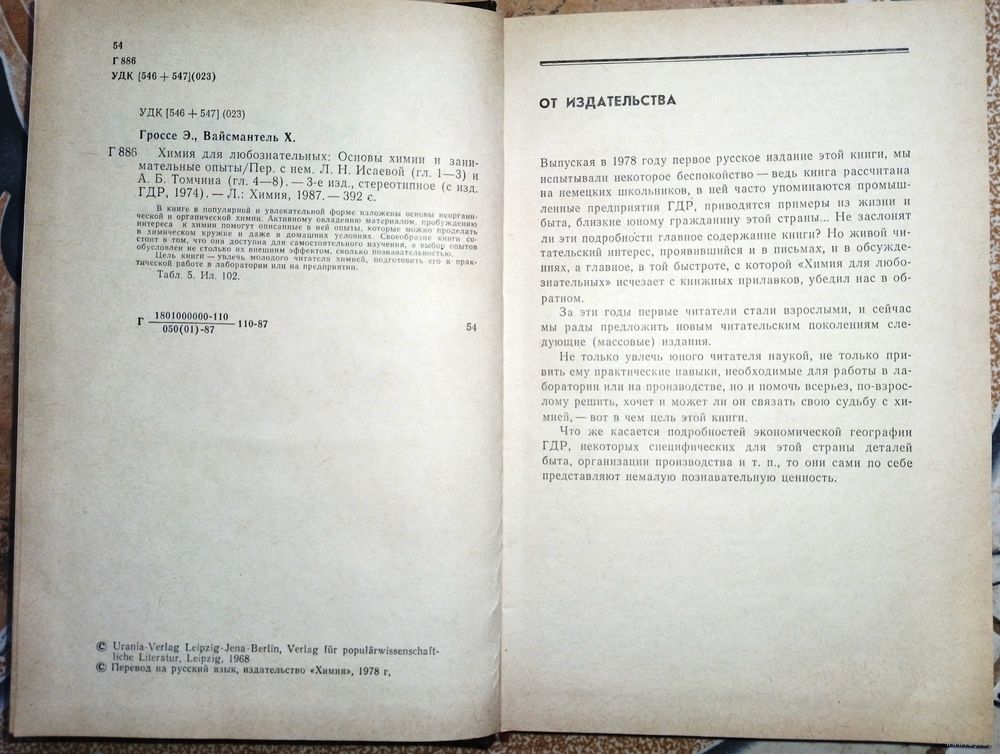 54
Г 886
УДК [546 + 547](023)
УДК [546 + 547] (023)
Гроссе Э., Вайсмантель Х.
Г 886 Химия для любознательных: Основы химии и зани-
мательные опыты/Пер. с нем. Л. Н. Исаевой (гл. 1—3) и
А. Б. Томчина (гл. 4—8). — 3-е изд., стереотипное (с изд.
ГДР, 1974). — Л.: Химия, 1987. — 392 с.
В книге в популярной и увлекательной форме изложены основы неоргани-
ческой и органической химии. Активному овладению материалом, пробуждению
интереса к химии помогут описанные в ней опыты, которые можно проделать
в химическом кружке и даже в домашних условиях. Своеобразие книги со-
стоит в том, что она доступна для самостоятельного изучения, а выбор опытов
обусловлен не столько их внешним эффектом, сколько познавательностью.
Цель книги — увлечь молодого читателя химией, подготовить его к прак-
тической работе в лаборатории или на предприятии.
Табл. 5. Ил. 102.
1801000000-110
Г 110-87
050(01)-87
54
© Urania-Verlag Leipzig-Jena-Berlin, Verlag für populärwissenschaft-
liche Literatur, Leipzig, 1968
© Перевод на русский язык, издательство «Химия», 1978 г.
ОТ ИЗДАТЕЛЬСТВА
Выпуская в 1978 году первое русское издание этой книги, мы
испытывали некоторое беспокойство — ведь книга рассчитана
на немецких школьников, в ней часто упоминаются промыш-
ленные предприятия ГДР, приводятся примеры из жизни и
быта, близкие юному гражданину этой страны... Не заслонят
ли эти подробности главное содержание книги? Но живой чи-
тательский интерес, проявившийся и в письмах, и в обсужде-
ниях, а главное, в той быстроте, с которой «Химия для любо-
знательных» исчезает с книжных прилавков, убедил нас в об-
ратном.
За эти годы первые читатели стали взрослыми, и сейчас
мы рады предложить новым читательским поколениям сле-
дующие (массовые) издания.
Не только увлечь юного читателя наукой, не только при-
вить ему практические навыки, необходимые для работы в ла-
боратории или на производстве, но и помочь всерьез, по-взрос-
лому решить, хочет и может ли он связать свою судьбу с хи-
мией, — вот в чем цель этой книги.
Что же касается подробностей экономической географии
ГДР, некоторых специфических для этой страны деталей
быта, организации производства и т. п., то они сами по себе
представляют немалую познавательную ценность.